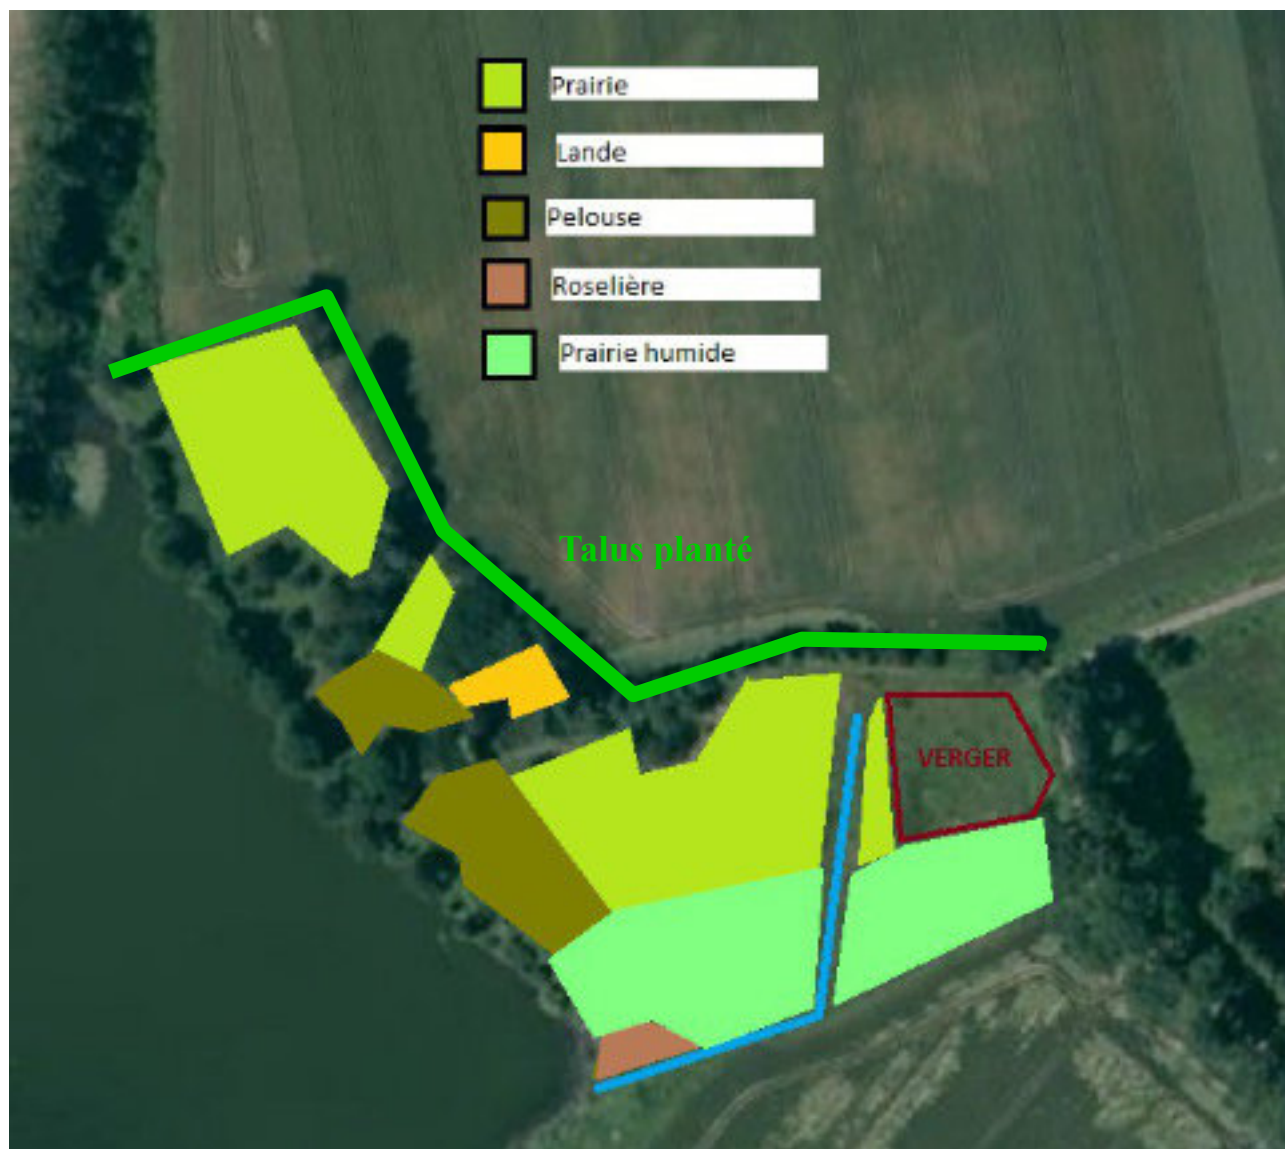 Prairie
Lande
Pelouse
Roselière
Prairie humide
Talus planté
VERGER